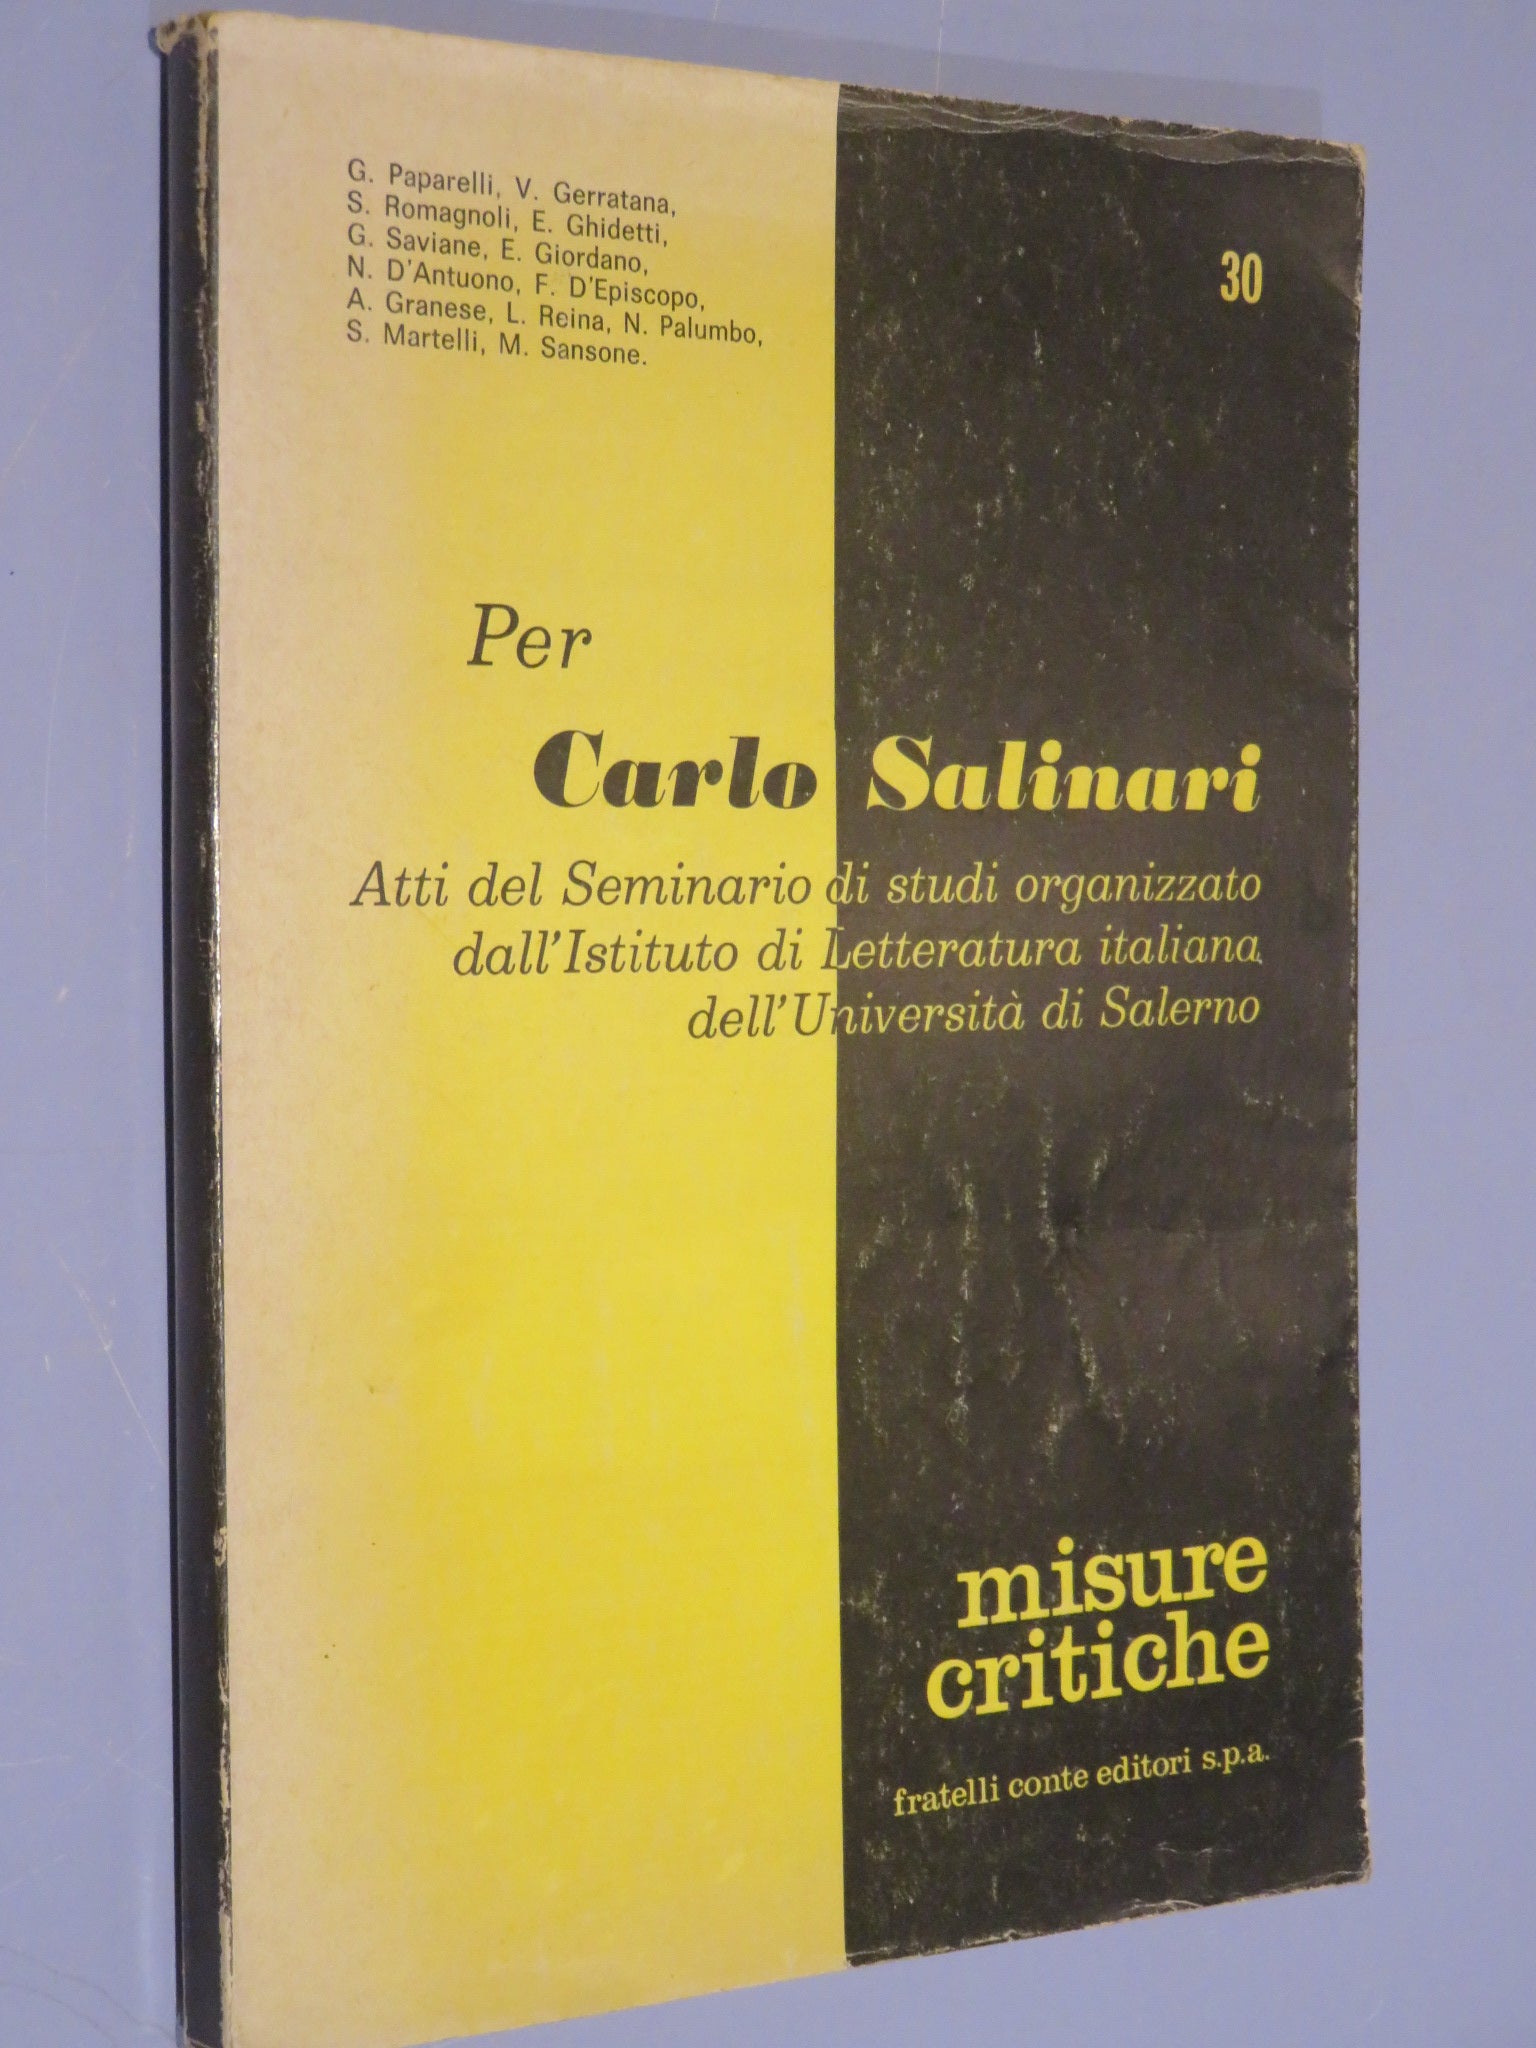 G. Paparelli, V. Gerratana,
S. Romagnoli, E. Ghidetti,
G. Saviane, E. Giordano,
N. D'Antuono, F. D'Episcopo,
A. Granese, L. Reina, N. Palumbo,
S. Martelli, M. Sansone.
30
Per
Carlo Salinari
Atti del Seminario di studi organizzato
dall'Istituto di Letteratura italiana
dell'Università di Salerno
misure
critiche
fratelli conte editori s.p.a.